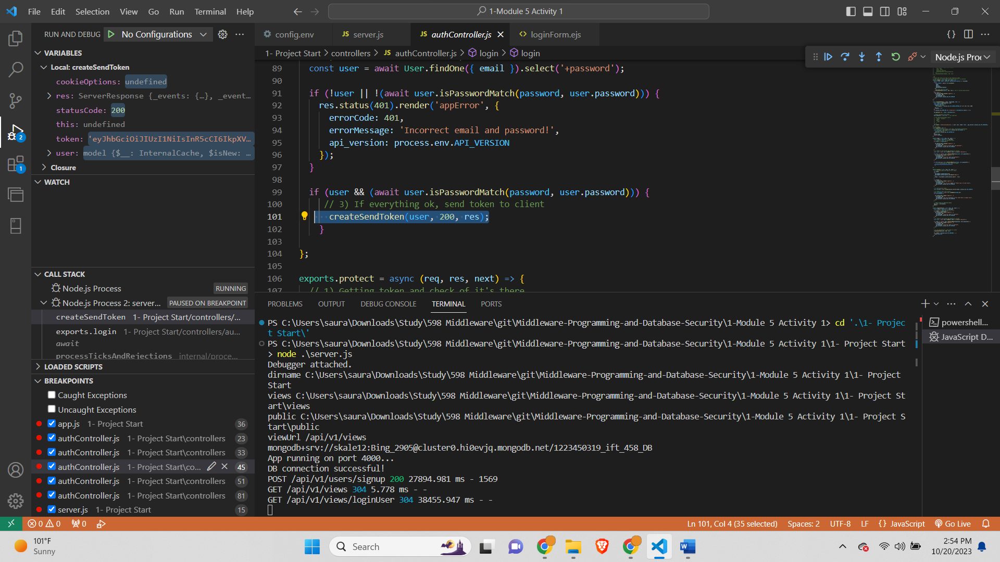 File Edit Selection View Go Run Terminal Help
1-Module 5 Activity 1
RUN AND DEBUG No Configurations
config.env
JS server.js
JS authController.js
<> loginForm.ejs
1- Project Start > controllers > JS authController.js > login > login
Node.js Pro
VARIABLES
Local: createSendToken
cookieOptions: undefined
res: ServerResponse {_events: {…}, _event…
statusCode: 200
this: undefined
token: 'eyJhbGciOiJIUzI1NiIsInR5cCI6IkpXV…
user: model {$__: InternalCache, $isNew: …
Closure
WATCH
CALL STACK
Node.js Process RUNNING
Node.js Process 2: server... PAUSED ON BREAKPOINT
createSendToken 1- Project Start/controllers/...
exports.login 1- Project Start/controllers/au...
await
processTicksAndRejections internal/proce...
LOADED SCRIPTS
BREAKPOINTS
Caught Exceptions
Uncaught Exceptions
app.js 1- Project Start 36
authController.js 1- Project Start\controllers 23
authController.js 1- Project Start\controllers 33
authController.js 1- Project Start\co... 45
authController.js 1- Project Start\controllers 51
authController.js 1- Project Start\controllers 81
server.js 1- Project Start 15
2
1
89 const user = await User.findOne({ email }).select('+password');
90
91 if (!user || !(await user.isPasswordMatch(password, user.password))) {
92 res.status(401).render('appError', {
93 errorCode: 401,
94 errorMessage: 'Incorrect email and password!',
95 api_version: process.env.API_VERSION
96 });
97 }
98
99 if (user && (await user.isPasswordMatch(password, user.password))) {
100 // 3) If everything ok, send token to client
101 createSendToken(user, 200, res);
102 }
103
104 };
105
106 exports.protect = async (req, res, next) => {
107 // 1) Getting token and check of it's there
PROBLEMS OUTPUT DEBUG CONSOLE TERMINAL PORTS
PS C:\Users\saura\Downloads\Study\598 Middleware\git\Middleware-Programming-and-Database-Security\1-Module 5 Activity 1> cd '.\1- Projec
t Start\'
PS C:\Users\saura\Downloads\Study\598 Middleware\git\Middleware-Programming-and-Database-Security\1-Module 5 Activity 1\1- Project Start
> node .\server.js
Debugger attached.
dirname C:\Users\saura\Downloads\Study\598 Middleware\git\Middleware-Programming-and-Database-Security\1-Module 5 Activity 1\1- Project
Start
views C:\Users\saura\Downloads\Study\598 Middleware\git\Middleware-Programming-and-Database-Security\1-Module 5 Activity 1\1- Project St
art\views
public C:\Users\saura\Downloads\Study\598 Middleware\git\Middleware-Programming-and-Database-Security\1-Module 5 Activity 1\1- Project S
tart\public
viewUrl /api/v1/views
mongodb+srv://skale12:Bing_2905@cluster0.hi0evjq.mongodb.net/1223450319_ift_458_DB
App running on port 4000...
DB connection successful!
POST /api/v1/users/signup 200 27894.981 ms - 1569
GET /api/v1/views 304 5.778 ms - -
GET /api/v1/views/loginUser 304 38455.947 ms - -
powershell...
JavaScript D...
0 0 0
Ln 101, Col 4 (35 selected) Spaces: 2 UTF-8 LF {} JavaScript Go Live
101°F
Sunny
Search
2:54 PM
10/20/2023